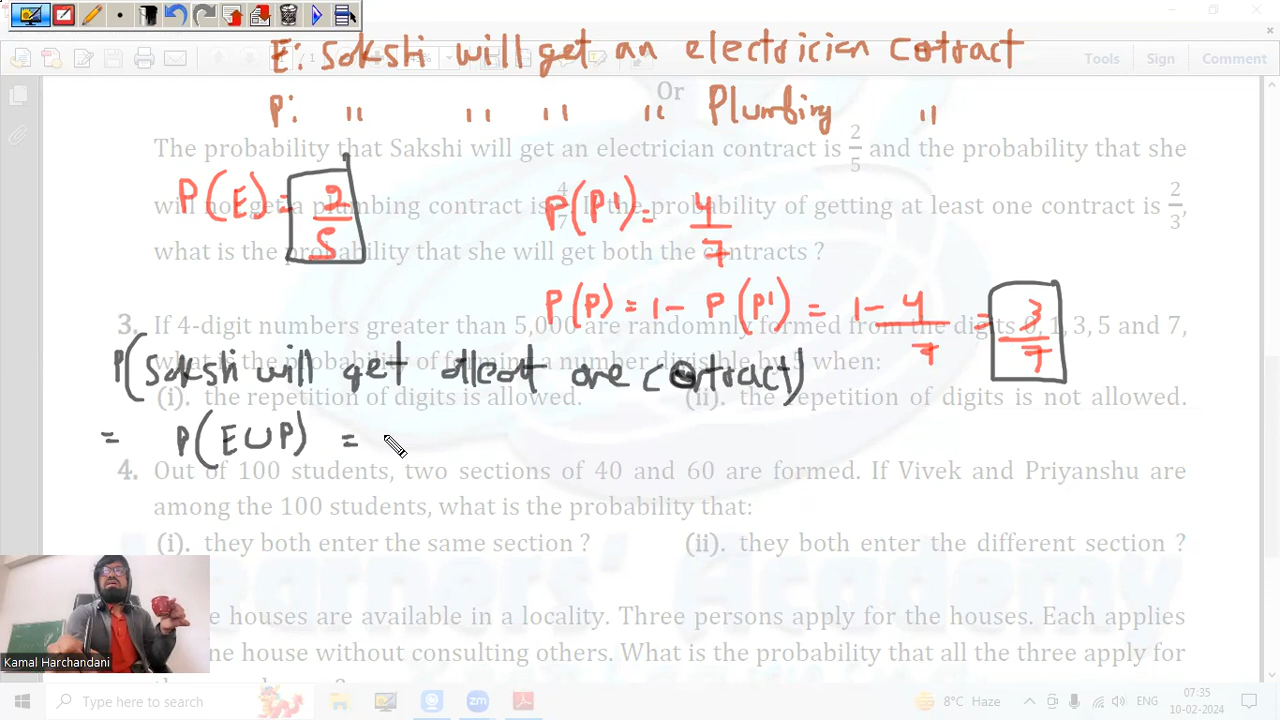 E: Sakshi will get an electrician cotract
Tools Sign Comment
Or
P: " " " " Plumbing "
The probability that Sakshi will get an electrician contract is 2/5 and the probability that she
P(E) = 2/5
P(P') = 4/7
will not get a plumbing contract is 4/7. If the probability of getting at least one contract is 2/3,
what is the probability that she will get both the contracts ?
P(P) = 1 - P(P') = 1 - 4/7 = 3/7
3. If 4-digit numbers greater than 5,000 are randomnly formed from the digits 0, 1, 3, 5 and 7,
what is the probability of forming a number divisible by 5 when:
P(Sakshi will get atleast one contract)
(i). the repetition of digits is allowed. (ii). the repetition of digits is not allowed.
= P(E∪P) =
4. Out of 100 students, two sections of 40 and 60 are formed. If Vivek and Priyanshu are
among the 100 students, what is the probability that:
(i). they both enter the same section ? (ii). they both enter the different section ?
Learners' Academy
e houses are available in a locality. Three persons apply for the houses. Each applies
ne house without consulting others. What is the probability that all the three apply for
Kamal Harchandani
Type here to search
zm
8°C Haze
ENG
07:35
10-02-2024